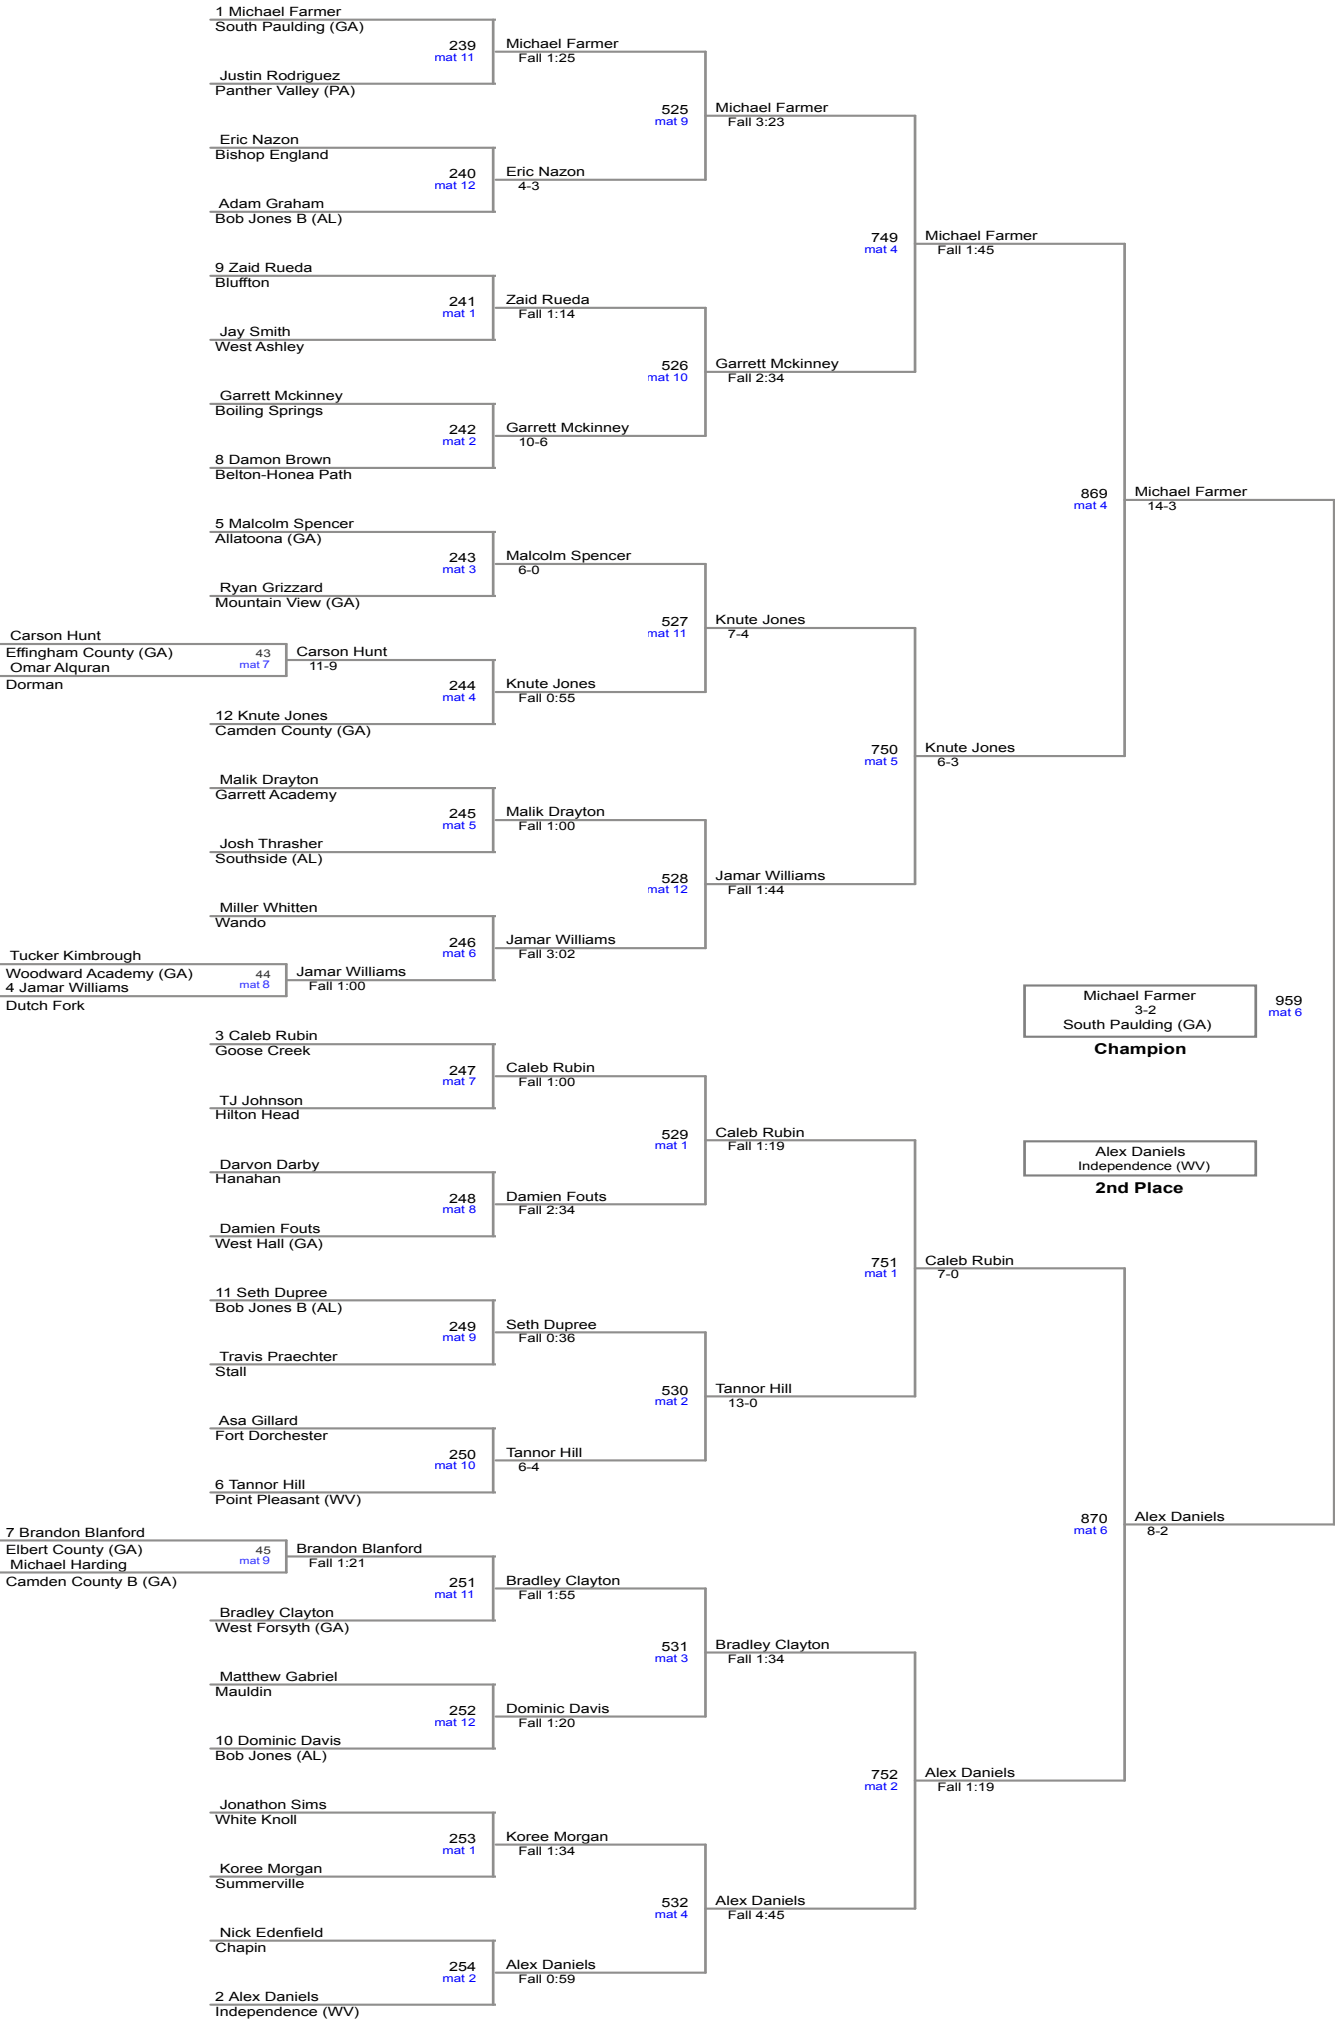 1 Michael Farmer
South Paulding (GA)
239
mat 11
Michael Farmer
Fall 1:25
Justin Rodriguez
Panther Valley (PA)
525
mat 9
Michael Farmer
Fall 3:23
Eric Nazon
Bishop England
240
mat 12
Eric Nazon
4-3
Adam Graham
Bob Jones B (AL)
749
mat 4
Michael Farmer
Fall 1:45
9 Zaid Rueda
Bluffton
241
mat 1
Zaid Rueda
Fall 1:14
Jay Smith
West Ashley
526
mat 10
Garrett Mckinney
Fall 2:34
Garrett Mckinney
Boiling Springs
242
mat 2
Garrett Mckinney
10-6
8 Damon Brown
Belton-Honea Path
869
mat 4
Michael Farmer
14-3
5 Malcolm Spencer
Allatoona (GA)
243
mat 3
Malcolm Spencer
6-0
Ryan Grizzard
Mountain View (GA)
527
mat 11
Knute Jones
7-4
Carson Hunt
Effingham County (GA)
43
mat 7
Carson Hunt
11-9
Omar Alquran
Dorman
244
mat 4
Knute Jones
Fall 0:55
12 Knute Jones
Camden County (GA)
750
mat 5
Knute Jones
6-3
Malik Drayton
Garrett Academy
245
mat 5
Malik Drayton
Fall 1:00
Josh Thrasher
Southside (AL)
528
mat 12
Jamar Williams
Fall 1:44
Miller Whitten
Wando
246
mat 6
Jamar Williams
Fall 3:02
Tucker Kimbrough
Woodward Academy (GA)
44
mat 8
Jamar Williams
Fall 1:00
4 Jamar Williams
Dutch Fork
Michael Farmer
3-2
South Paulding (GA)
959
mat 6
Champion
3 Caleb Rubin
Goose Creek
247
mat 7
Caleb Rubin
Fall 1:00
TJ Johnson
Hilton Head
529
mat 1
Caleb Rubin
Fall 1:19
Alex Daniels
Independence (WV)
2nd Place
Darvon Darby
Hanahan
248
mat 8
Damien Fouts
Fall 2:34
Damien Fouts
West Hall (GA)
751
mat 1
Caleb Rubin
7-0
11 Seth Dupree
Bob Jones B (AL)
249
mat 9
Seth Dupree
Fall 0:36
Travis Praechter
Stall
530
mat 2
Tannor Hill
13-0
Asa Gillard
Fort Dorchester
250
mat 10
Tannor Hill
6-4
6 Tannor Hill
Point Pleasant (WV)
870
mat 6
Alex Daniels
8-2
7 Brandon Blanford
Elbert County (GA)
45
mat 9
Brandon Blanford
Fall 1:21
Michael Harding
Camden County B (GA)
251
mat 11
Bradley Clayton
Fall 1:55
Bradley Clayton
West Forsyth (GA)
531
mat 3
Bradley Clayton
Fall 1:34
Matthew Gabriel
Mauldin
252
mat 12
Dominic Davis
Fall 1:20
10 Dominic Davis
Bob Jones (AL)
752
mat 2
Alex Daniels
Fall 1:19
Jonathon Sims
White Knoll
253
mat 1
Koree Morgan
Fall 1:34
Koree Morgan
Summerville
532
mat 4
Alex Daniels
Fall 4:45
Nick Edenfield
Chapin
254
mat 2
Alex Daniels
Fall 0:59
2 Alex Daniels
Independence (WV)